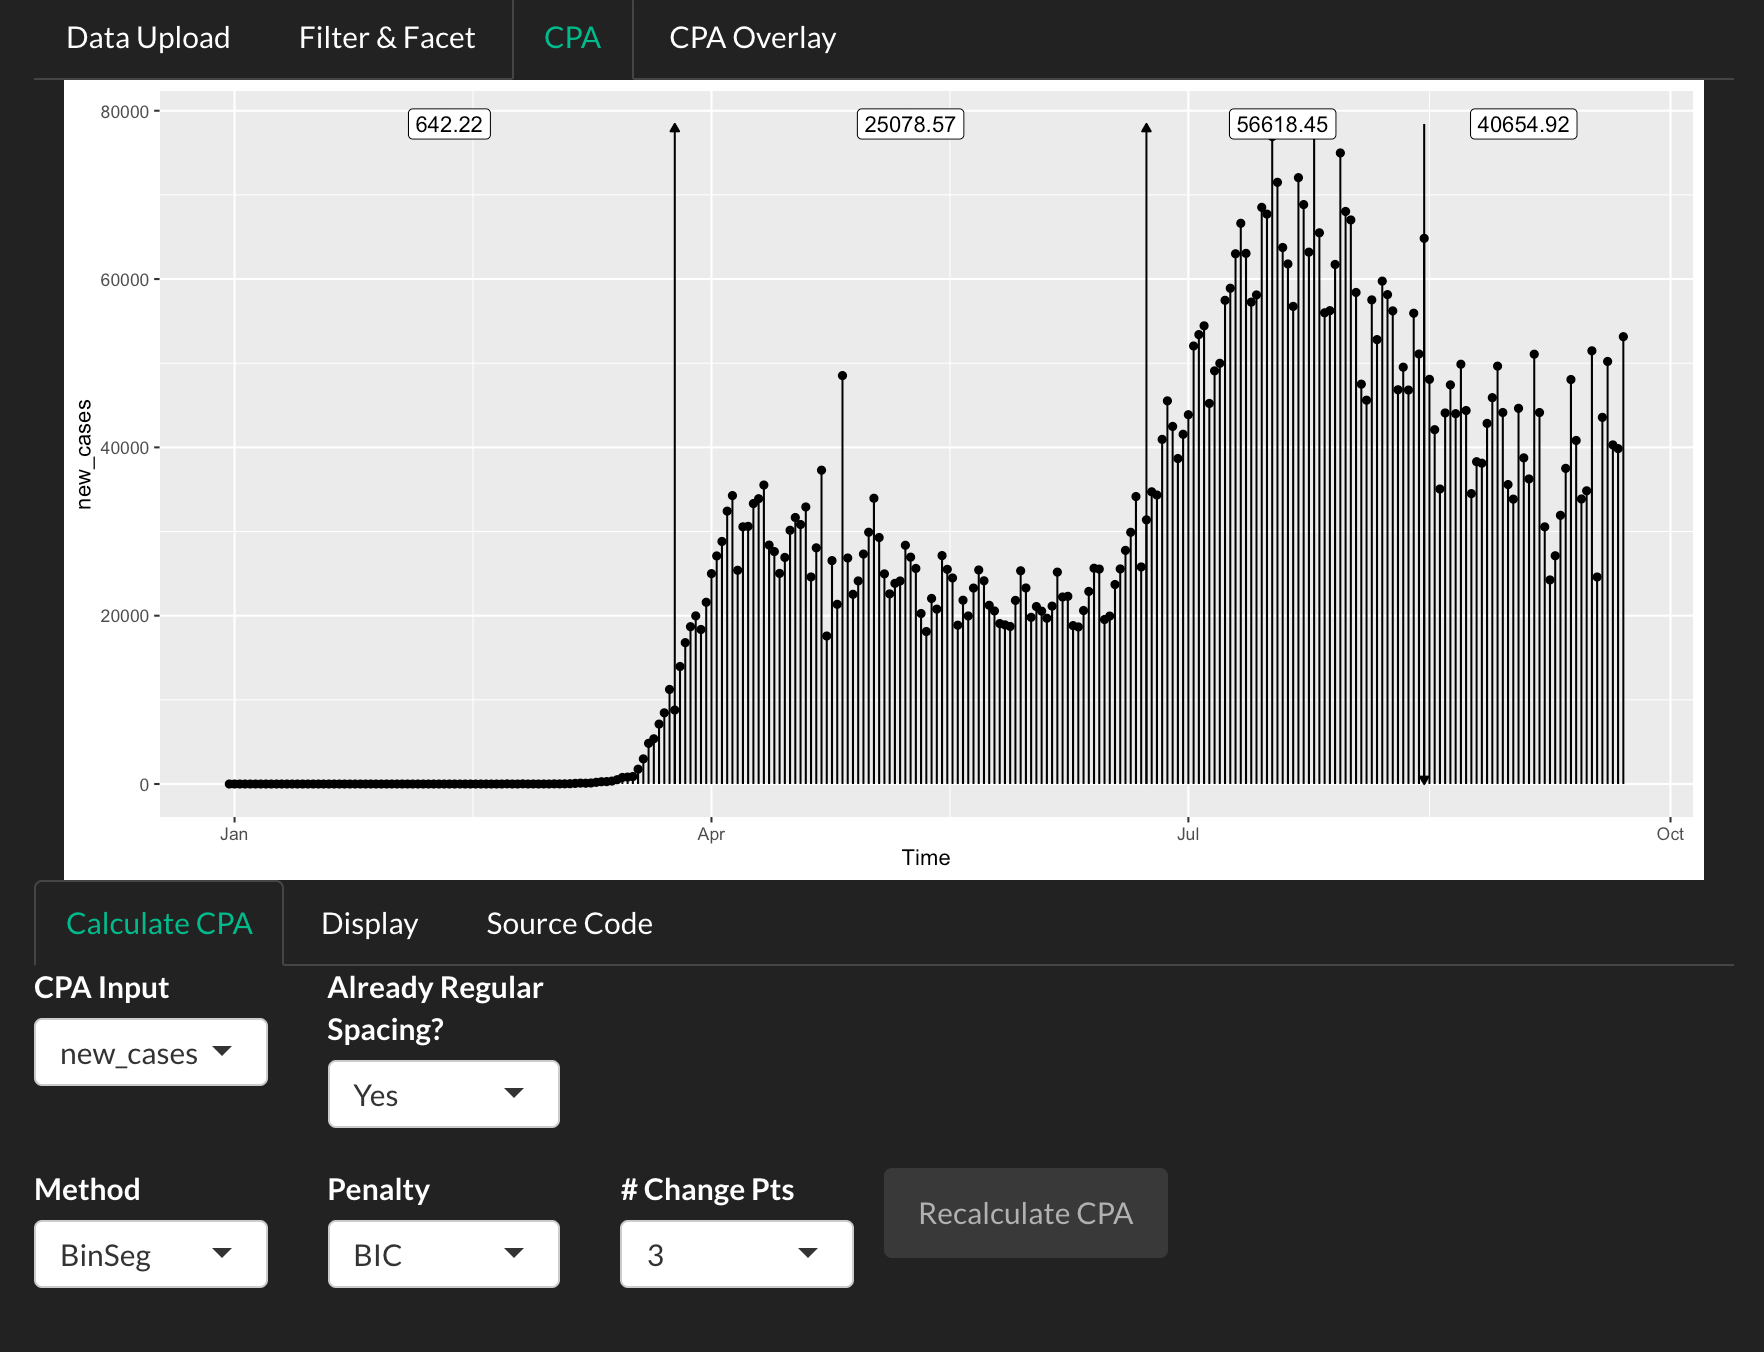 Data Upload Filter & Facet CPA CPA Overlay
80000
642.22 25078.57 56618.45 40654.92
60000
new_cases
40000
20000
0
Jan Apr Jul Oct
Time
Calculate CPA Display Source Code
CPA Input
Already Regular
Spacing?
new_cases
Yes
Method Penalty # Change Pts
Recalculate CPA
BinSeg BIC 3